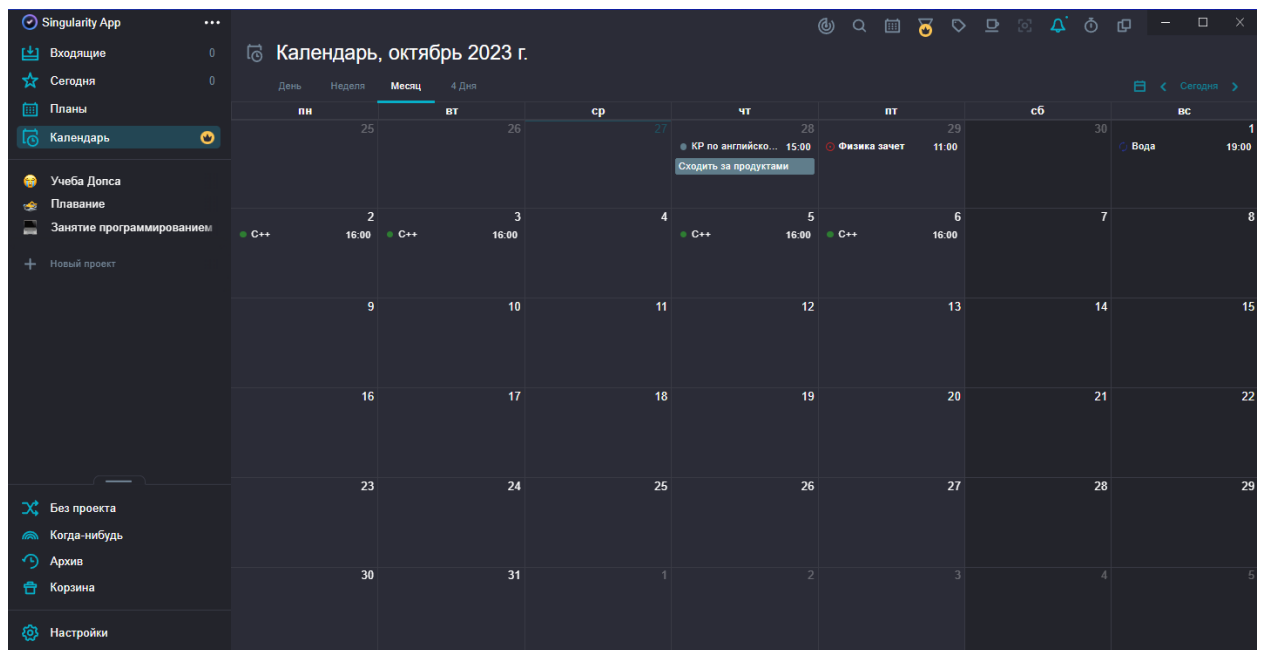 Singularity App
Входящие 0
Сегодня 0
Планы
Календарь
Учеба Допса
Плавание
Занятие программированием
Новый проект
Без проекта
Когда-нибудь
Архив
Корзина
Настройки
Календарь, октябрь 2023 г.
День Неделя Месяц 4 Дня
Сегодня
пн вт ср чт пт сб вс
25 26 27 28 29 30 1
КР по английско... 15:00 Физика зачет 11:00 Вода 19:00
Сходить за продуктами
2 3 4 5 6 7 8
C++ 16:00 C++ 16:00 C++ 16:00 C++ 16:00
9 10 11 12 13 14 15
16 17 18 19 20 21 22
23 24 25 26 27 28 29
30 31 1 2 3 4 5